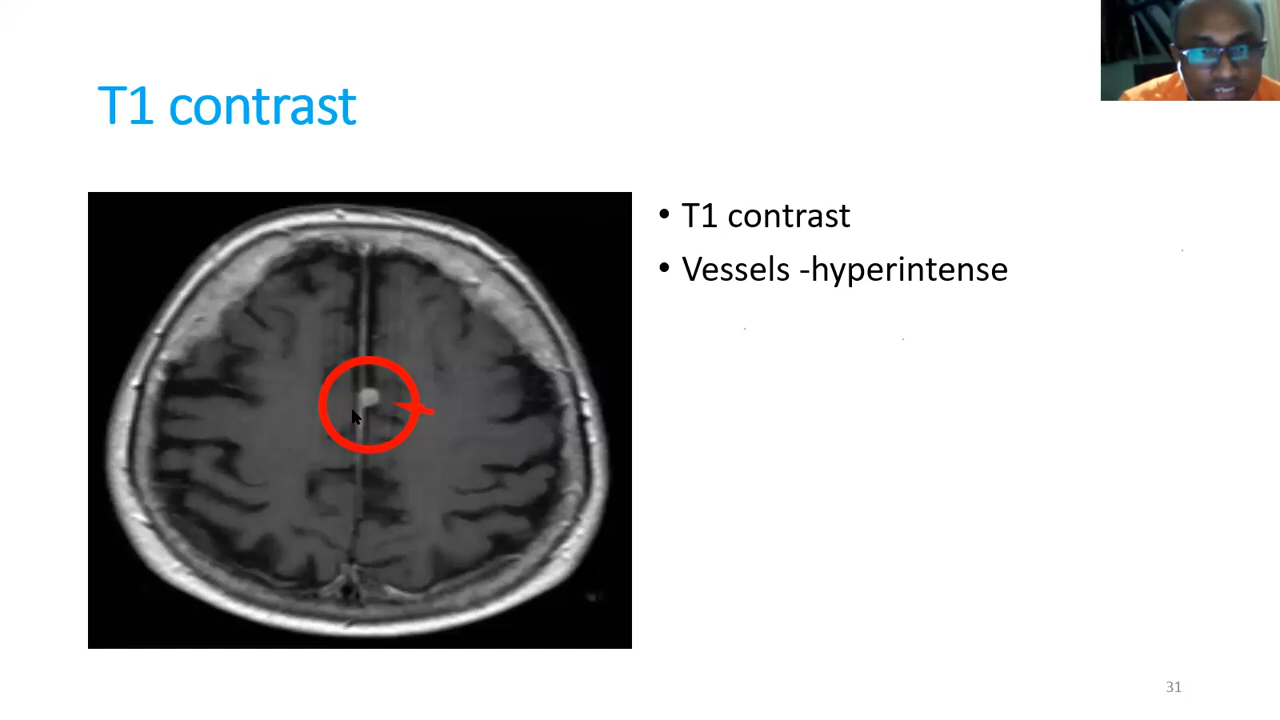 T1 contrast
• T1 contrast
• Vessels -hyperintense
31